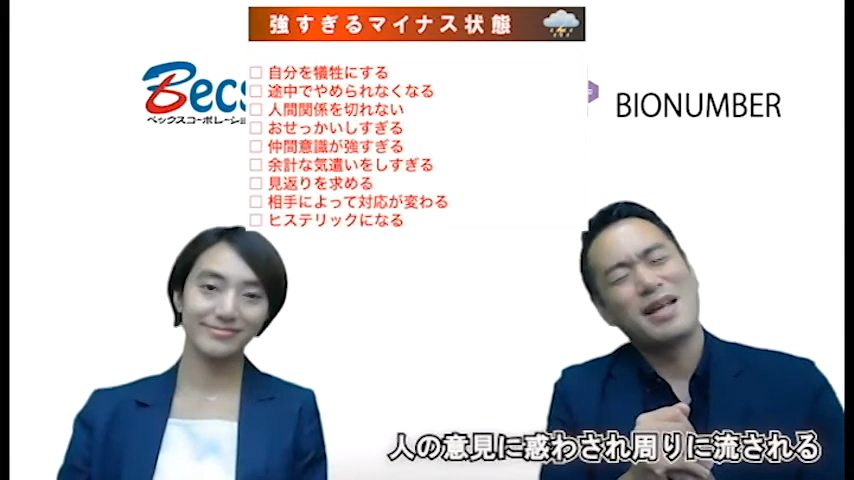 強すぎるマイナス状態
□ 自分を犠牲にする
□ 途中でやめられなくなる
□ 人間関係を切れない
□ おせっかいしすぎる
□ 仲間意識が強すぎる
□ 余計な気遣いをしすぎる
□ 見返りを求める
□ 相手によって対応が変わる
□ ヒステリックになる
Becs
ベックスコーポレーショ
BIONUMBER
人の意見に惑わされ周りに流される